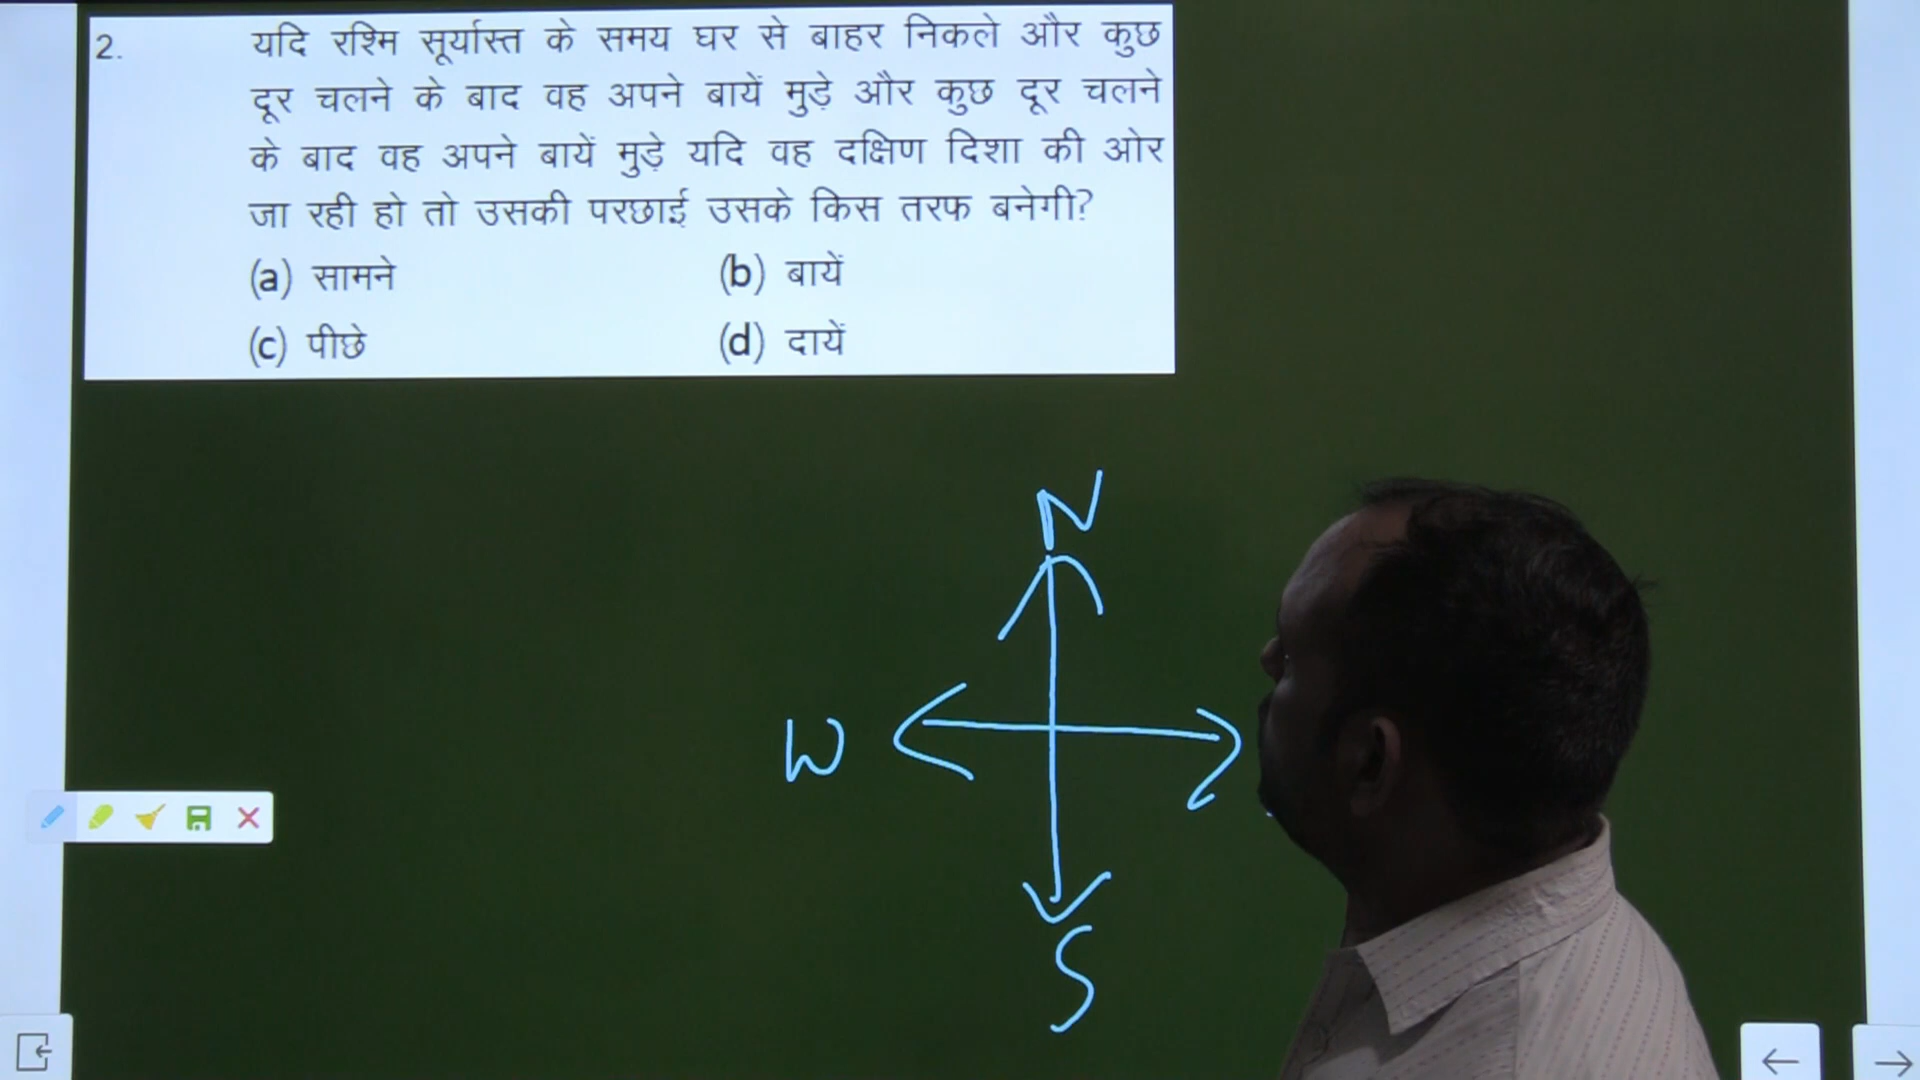 2. यदि रश्मि सूर्यास्त के समय घर से बाहर निकले और कुछ
दूर चलने के बाद वह अपने बायें मुड़े और कुछ दूर चलने
के बाद वह अपने बायें मुड़े यदि वह दक्षिण दिशा की ओर
जा रही हो तो उसकी परछाई उसके किस तरफ बनेगी?
(a) सामने (b) बायें
(c) पीछे (d) दायें
N
W
S